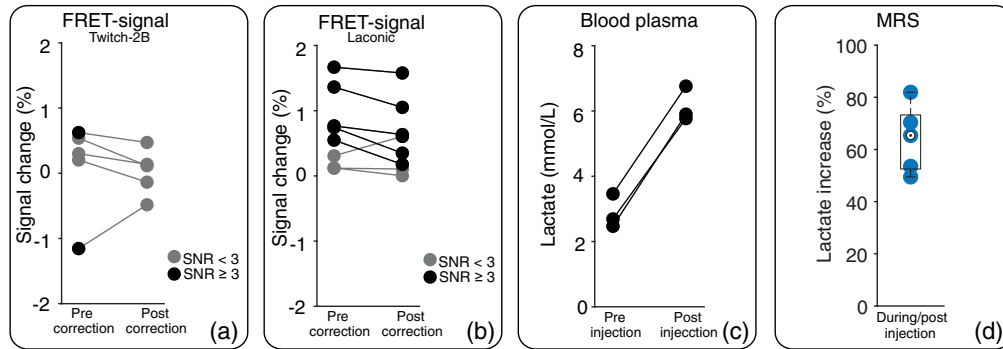 FRET-signal
Twitch-2B
Signal change (%)
2
1
0
-1
-2
SNR < 3
SNR ≥ 3
Pre
correction
Post
correction
(a)
FRET-signal
Laconic
Signal change (%)
2
1
0
-1
-2
SNR < 3
SNR ≥ 3
Pre
correction
Post
correction
(b)
Blood plasma
Lactate (mmol/L)
8
6
4
2
0
Pre
injection
Post
injecction
(c)
MRS
Lactate increase (%)
100
80
60
40
20
0
During/post
injection
(d)